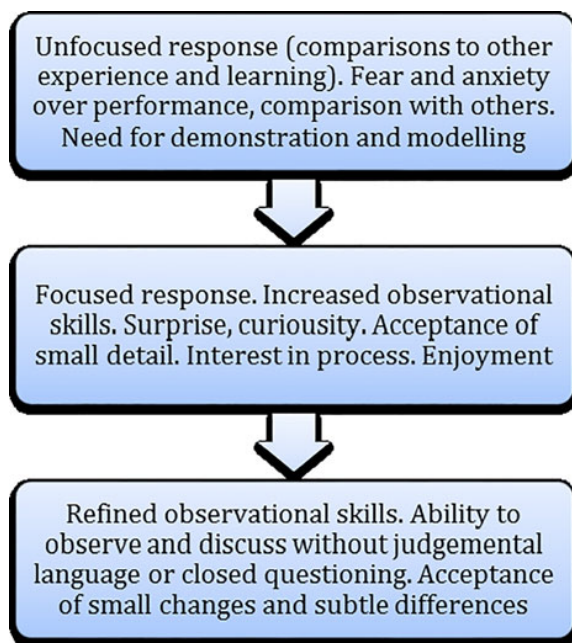 Unfocused response (comparisons to other
experience and learning). Fear and anxiety
over performance, comparison with others.
Need for demonstration and modelling
Focused response. Increased observational
skills. Surprise, curiousity. Acceptance of
small detail. Interest in process. Enjoyment
Refined observational skills. Ability to
observe and discuss without judgemental
language or closed questioning. Acceptance
of small changes and subtle differences